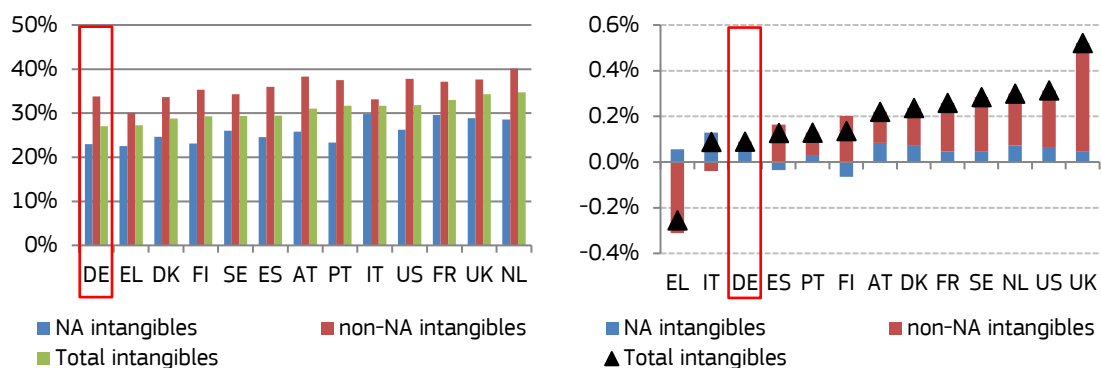 50%
40%
30%
20%
10%
0%
DE EL DK FI SE ES AT PT IT US FR UK NL
NA intangibles
non-NA intangibles
Total intangibles
0.6%
0.4%
0.2%
0.0%
-0.2%
-0.4%
EL IT DE ES PT FI AT DK FR SE NL US UK
NA intangibles
non-NA intangibles
Total intangibles